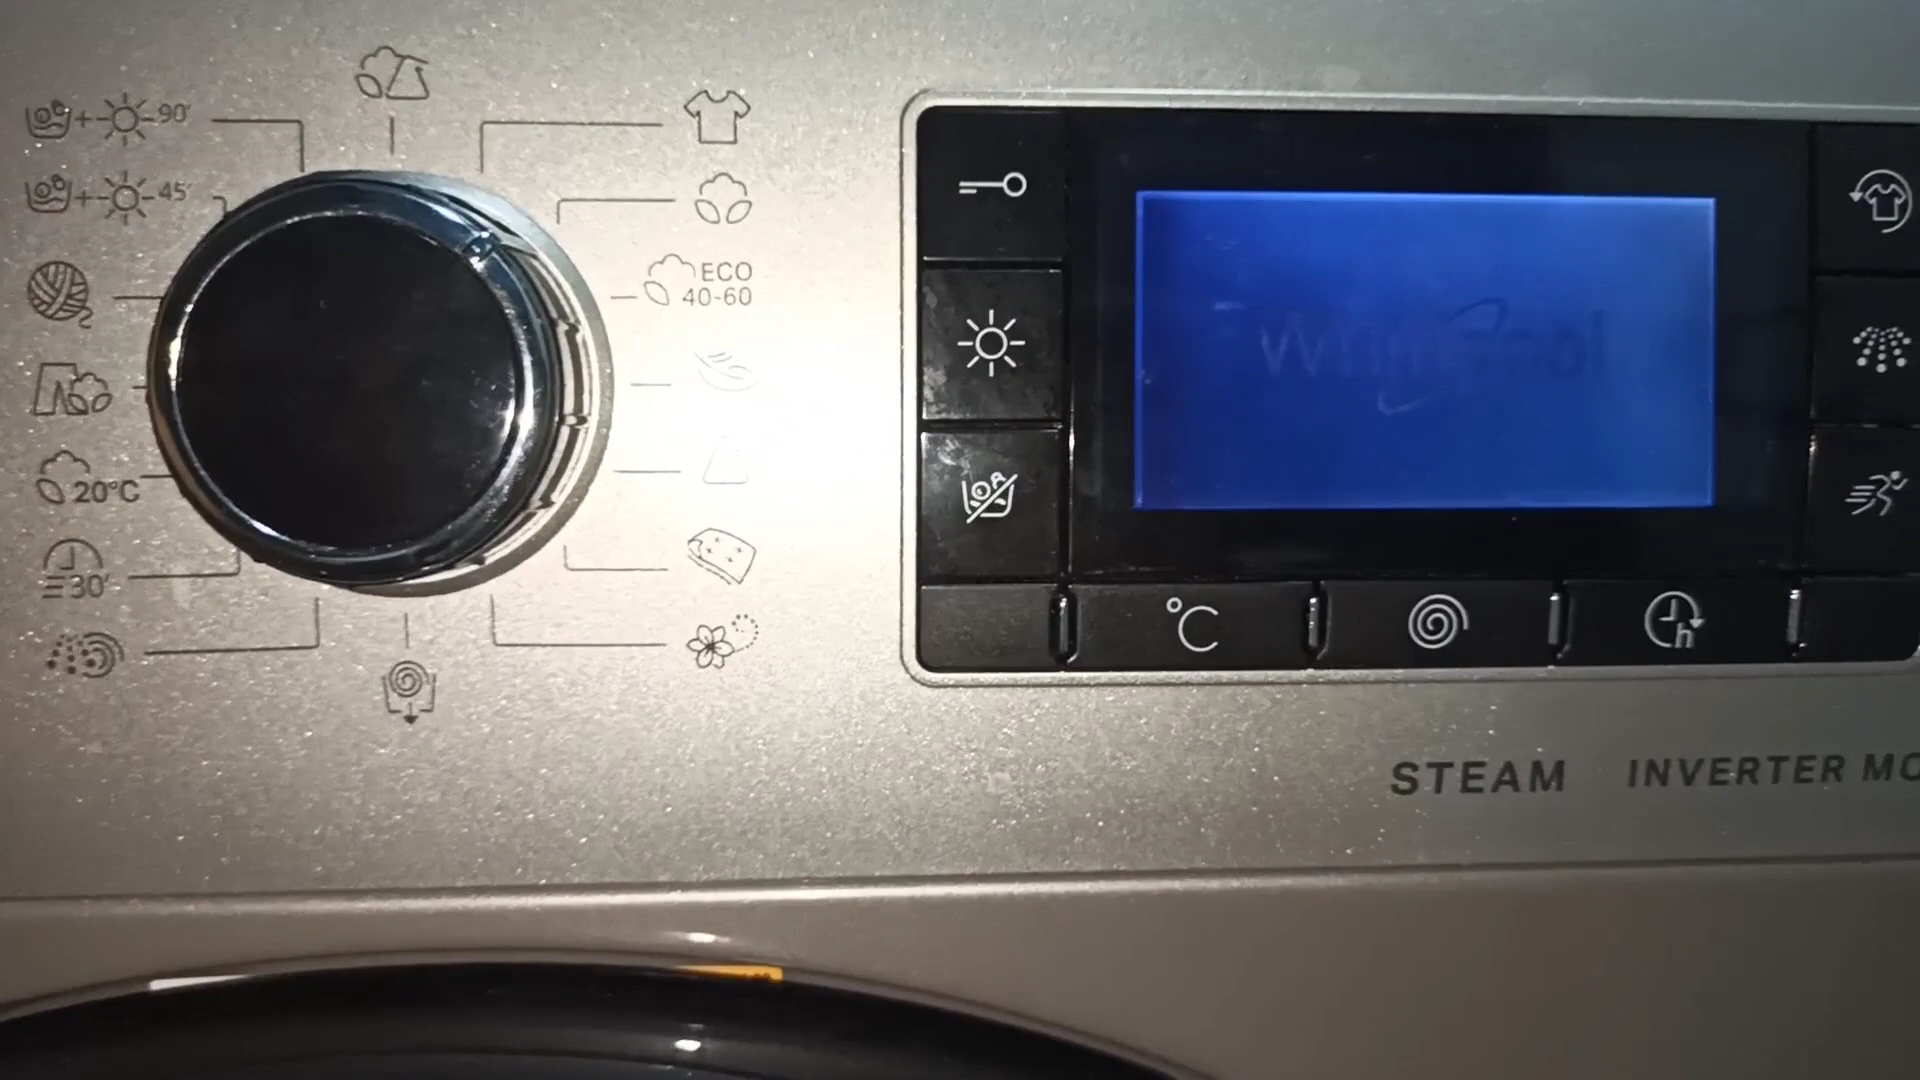 90'
45'
ECO
40-60
20°C
30'
Whirlpool
°C
h
STEAM INVERTER MO